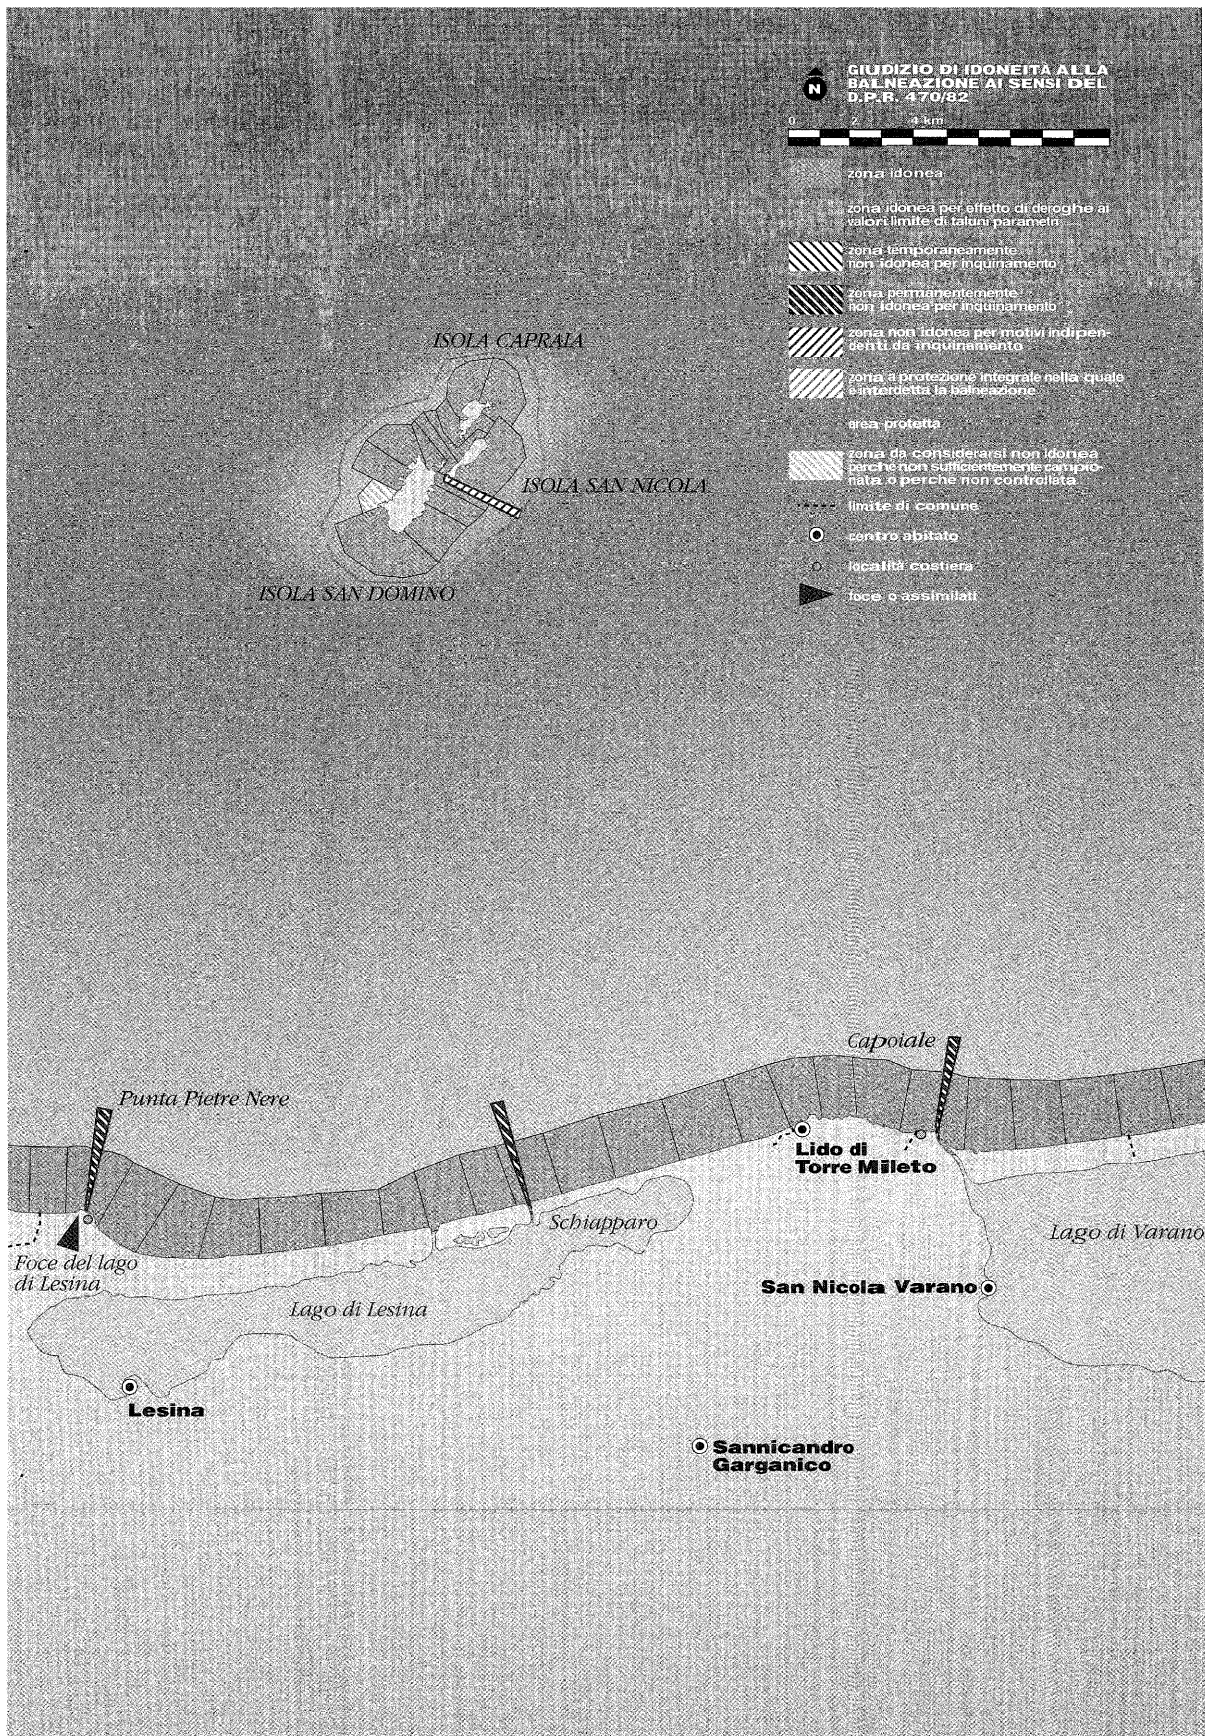 GIUDIZIO DI IDONEITÀ ALLA
BALNEAZIONE AI SENSI DEL
D.P.R. 470/82
N
0 2 4 km
zona idonea
zona idonea per effetto di deroghe ai
valori limite di taluni parametri
zona temporaneamente
non idonea per inquinamento
zona permanentemente
non idonea per inquinamento
zona non idonea per motivi indipen-
denti da inquinamento
zona a protezione integrale nella quale
è interdetta la balneazione
area protetta
zona da considerarsi non idonea
perché non sufficientemente campio-
nata o perché non controllata
limite di comune
centro abitato
località costiera
foce o assimilati
ISOLA CAPRAIA
ISOLA SAN NICOLA
ISOLA SAN DOMINO
Capoiale
Punta Pietre Nere
Lido di
Torre Mileto
Schiapparo
Lago di Varano
Foce del lago
di Lesina
San Nicola Varano
Lago di Lesina
Lesina
Sannicandro
Garganico